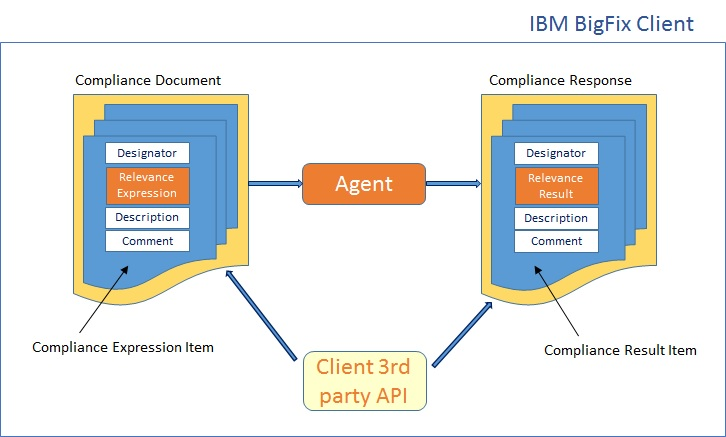 IBM BigFix Client
Compliance Document
Compliance Response
Designator
Relevance
Expression
Description
Comment
Agent
Designator
Relevance
Result
Description
Comment
Compliance Expression Item
Client 3rd
party API
Compliance Result Item